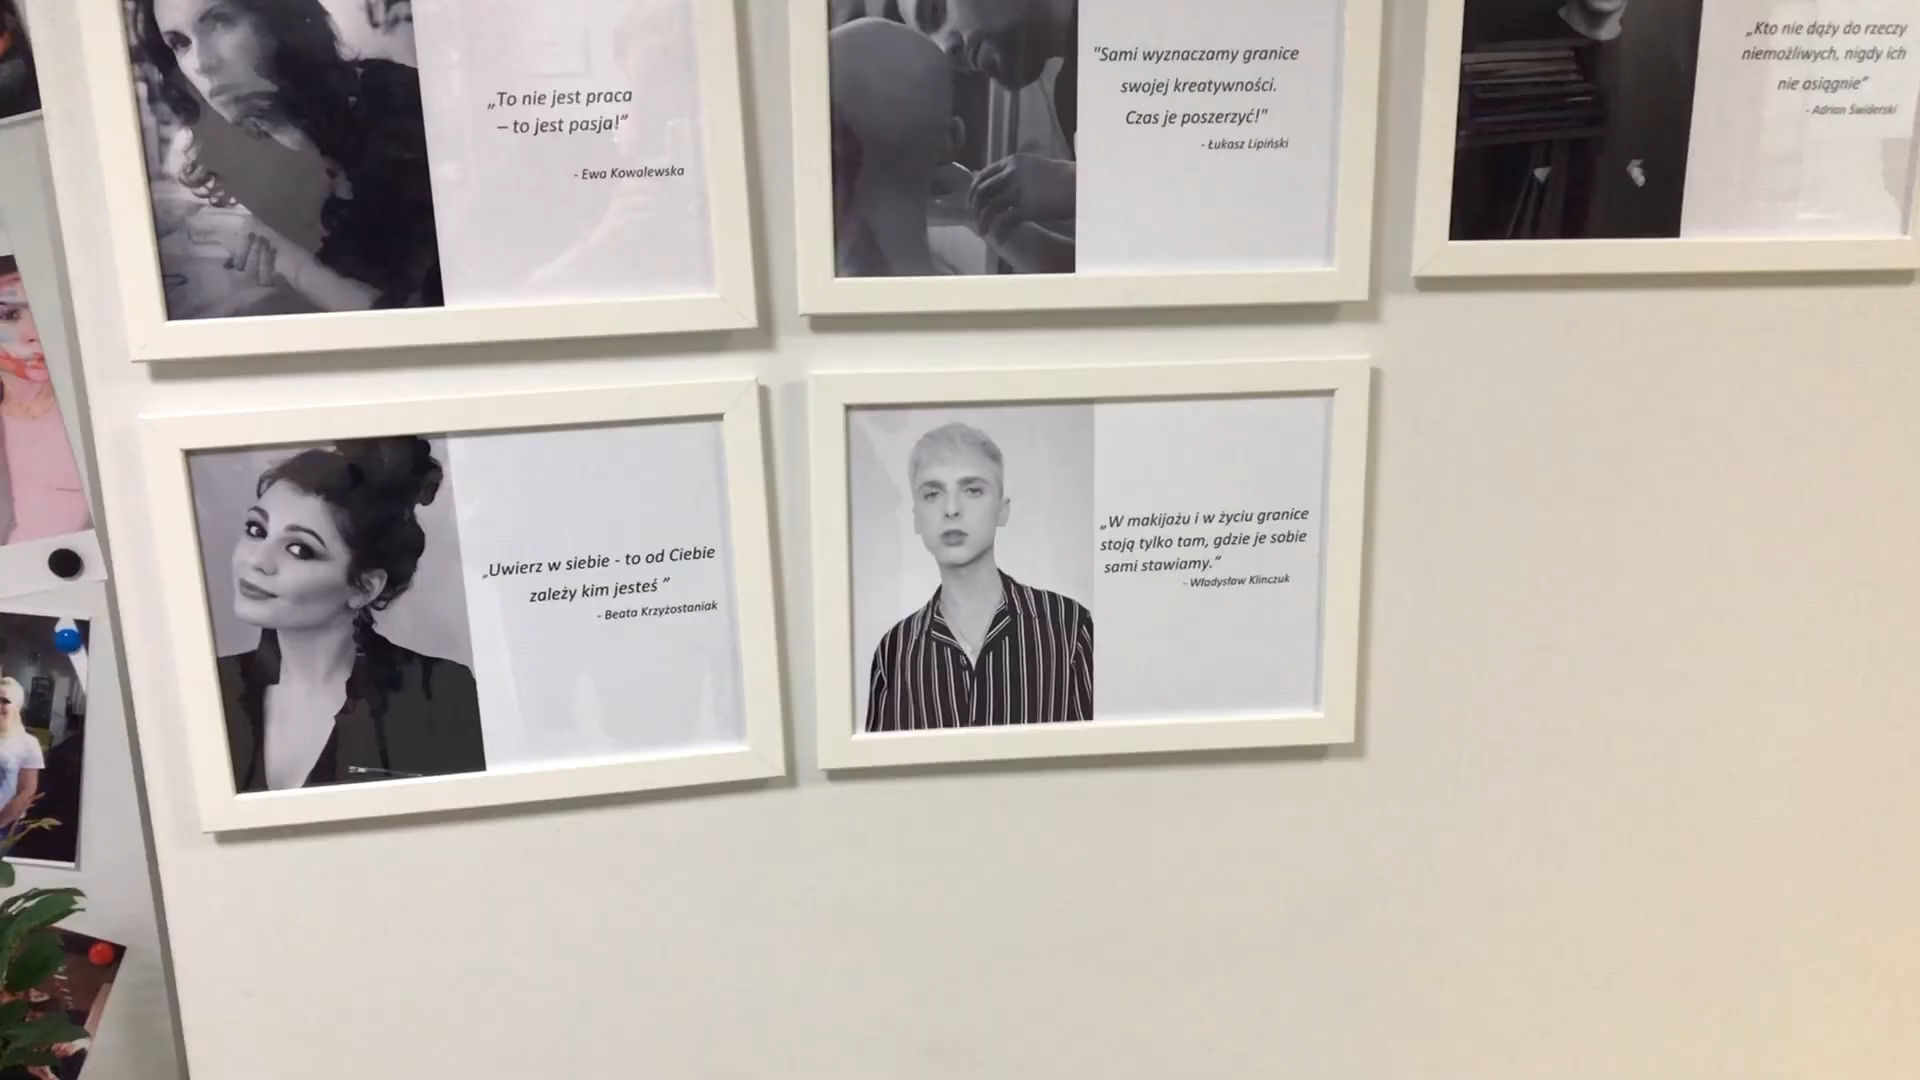 „To nie jest praca
– to jest pasja!”
- Ewa Kowalewska
"Sami wyznaczamy granice
swojej kreatywności.
Czas je poszerzyć!"
- Łukasz Lipiński
„Kto nie dąży do rzeczy
niemożliwych, nigdy ich
nie osiągnie”
- Adrian Świderski
„Uwierz w siebie - to od Ciebie
zależy kim jesteś ”
- Beata Krzyżostaniak
„W makijażu i w życiu granice
stoją tylko tam, gdzie je sobie
sami stawiamy.”
- Władysław Klinczuk